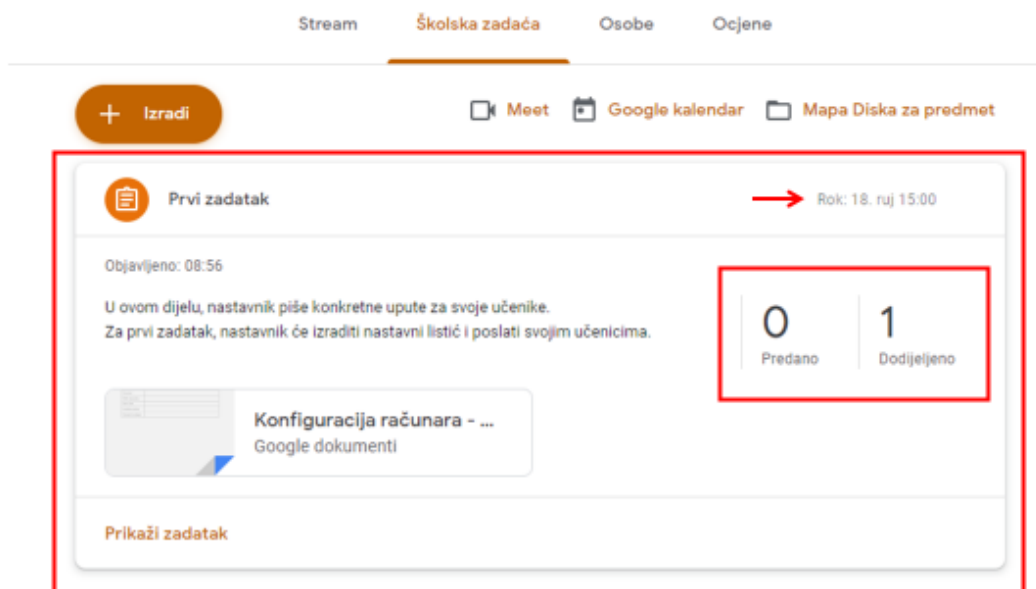 Stream Školska zadaća Osobe Ocjene
Izradi Meet Google kalendar Mapa Diska za predmet
Prvi zadatak Rok: 18. ruj 15:00
Objavljeno: 08:56
U ovom dijelu, nastavnik piše konkretne upute za svoje učenike.
Za prvi zadatak, nastavnik će izraditi nastavni listić i poslati svojim učenicima.
0 1
Predano Dodijeljeno
Konfiguracija računara - ...
Google dokumenti
Prikaži zadatak